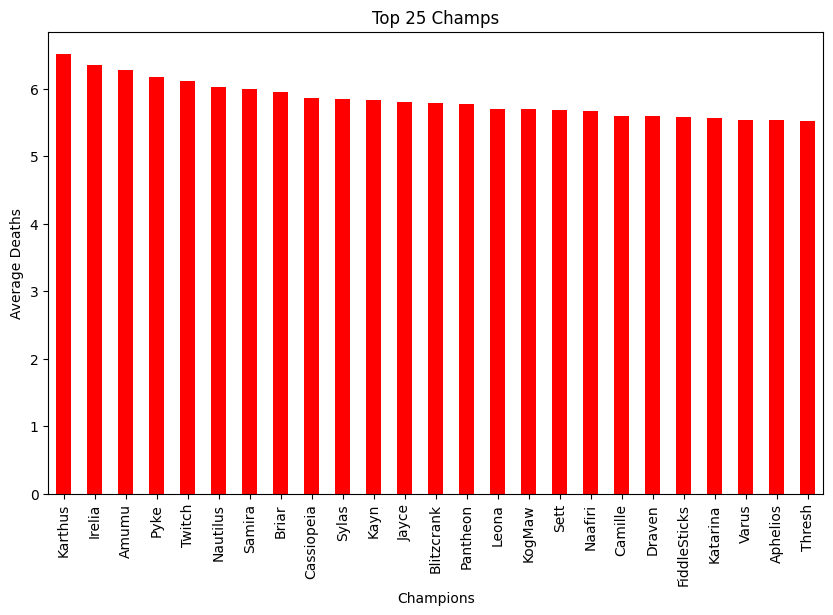 Top 25 Champs
Average Deaths
6
5
4
3
2
1
0
Karthus
Irelia
Amumu
Pyke
Twitch
Nautilus
Samira
Briar
Cassiopeia
Sylas
Kayn
Jayce
Blitzcrank
Pantheon
Leona
KogMaw
Sett
Naafiri
Camille
Draven
FiddleSticks
Katarina
Varus
Aphelios
Thresh
Champions